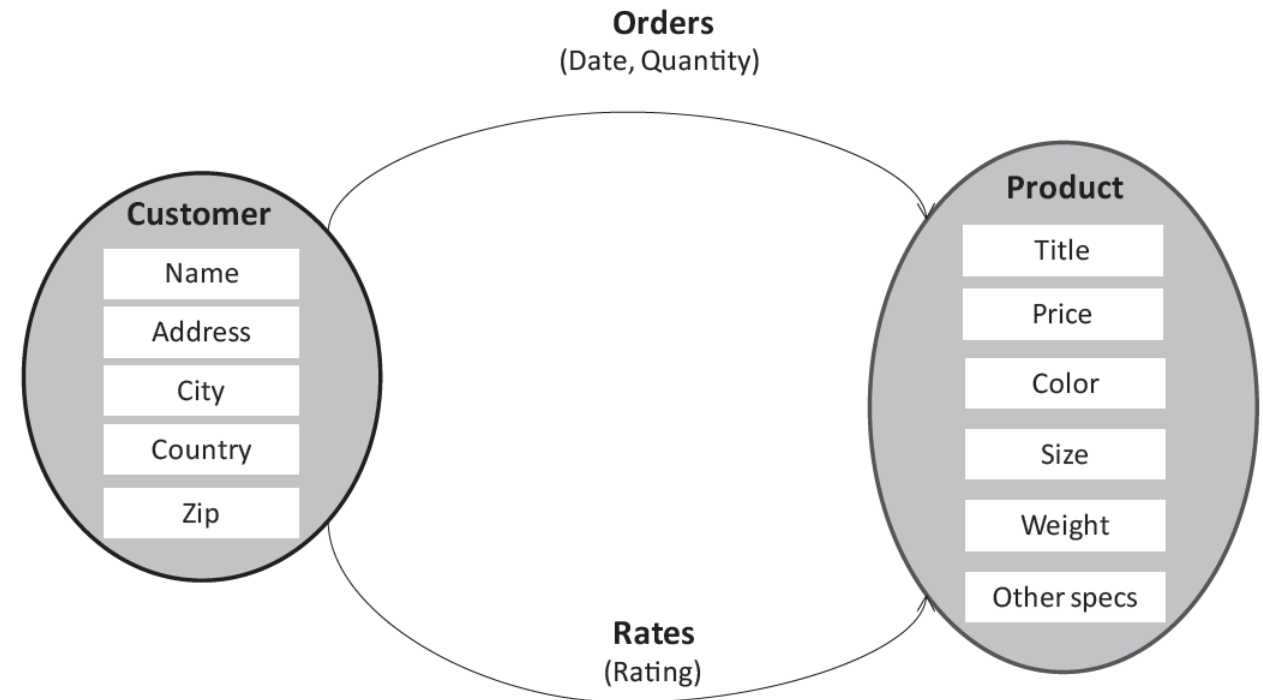 Orders
(Date, Quantity)
Customer
Name
Address
City
Country
Zip
Product
Title
Price
Color
Size
Weight
Other specs
Rates
(Rating)